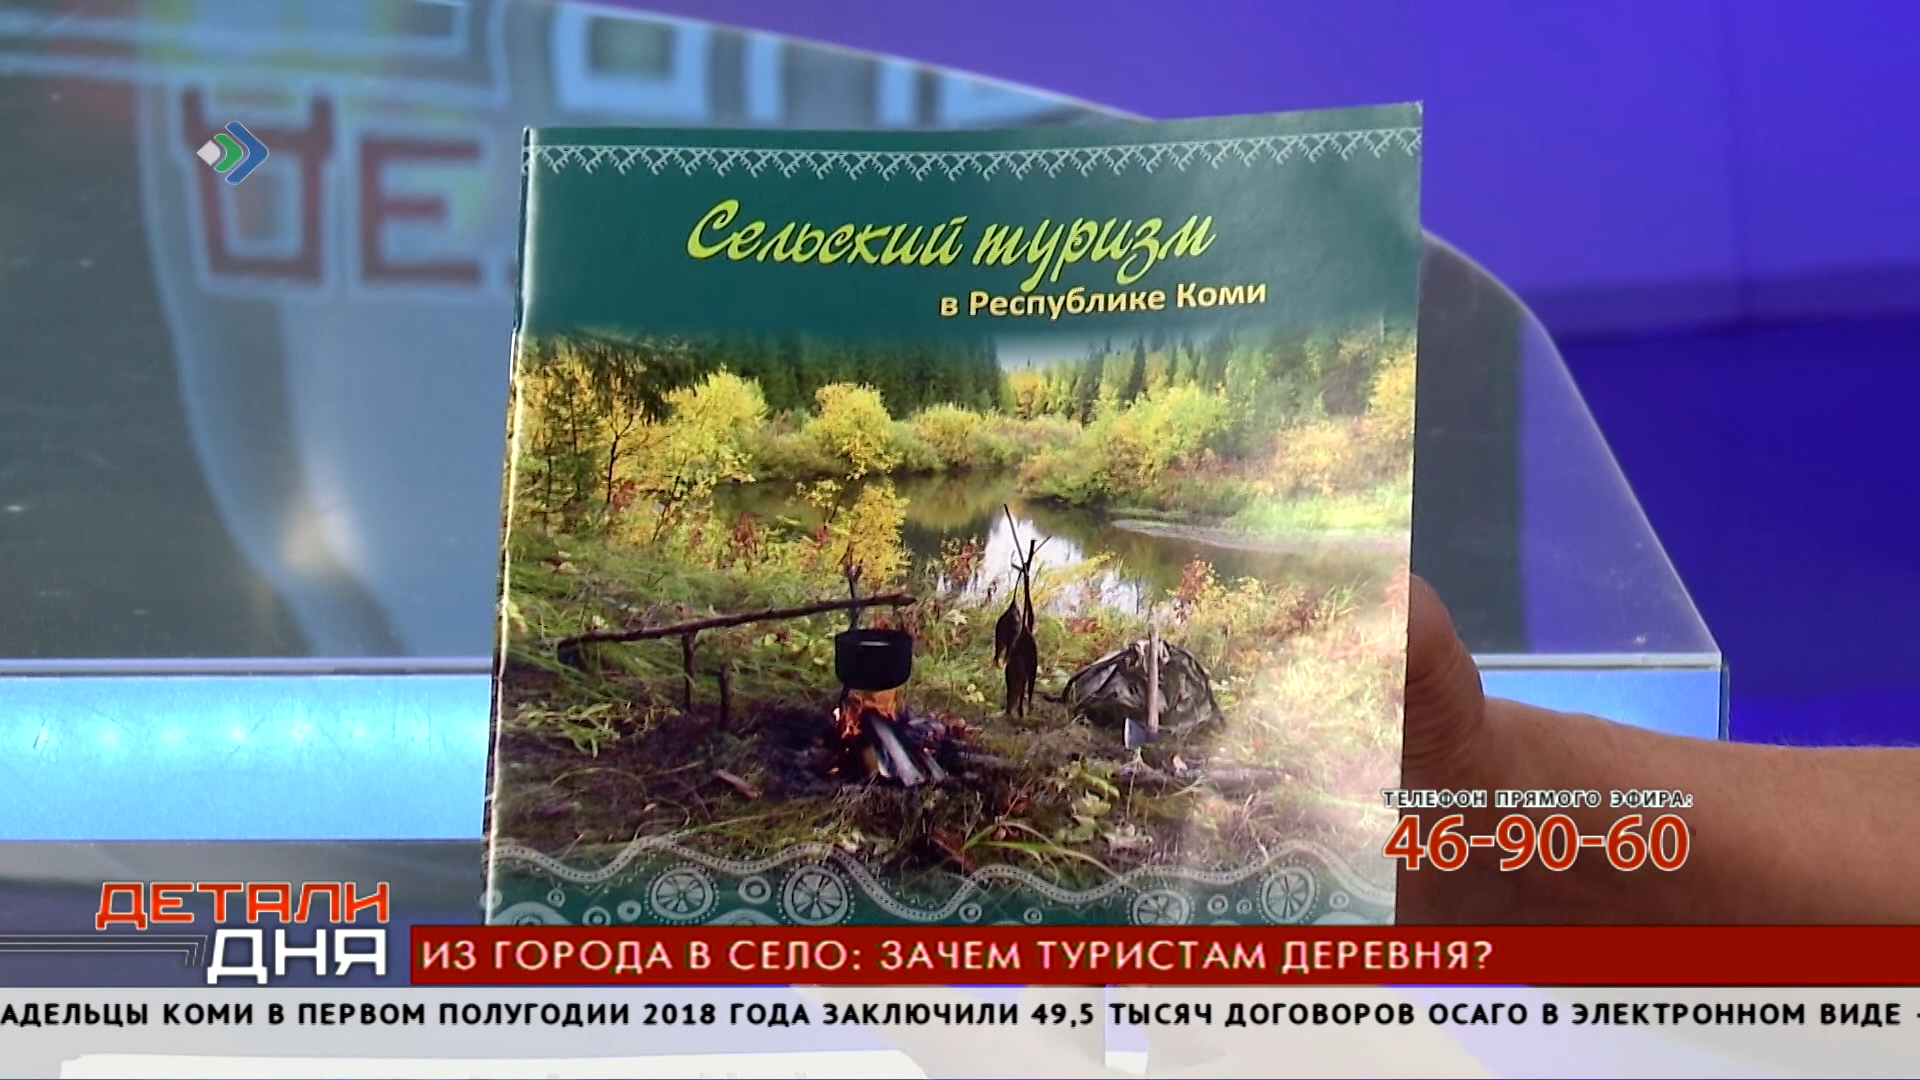 Сельский туризм
в Республике Коми
ТЕЛЕФОН ПРЯМОГО ЭФИРА:
46-90-60
ДЕТАЛИ
ДНЯ
ИЗ ГОРОДА В СЕЛО: ЗАЧЕМ ТУРИСТАМ ДЕРЕВНЯ?
АДЕЛЬЦЫ КОМИ В ПЕРВОМ ПОЛУГОДИИ 2018 ГОДА ЗАКЛЮЧИЛИ 49,5 ТЫСЯЧ ДОГОВОРОВ ОСАГО В ЭЛЕКТРОННОМ ВИДЕ -